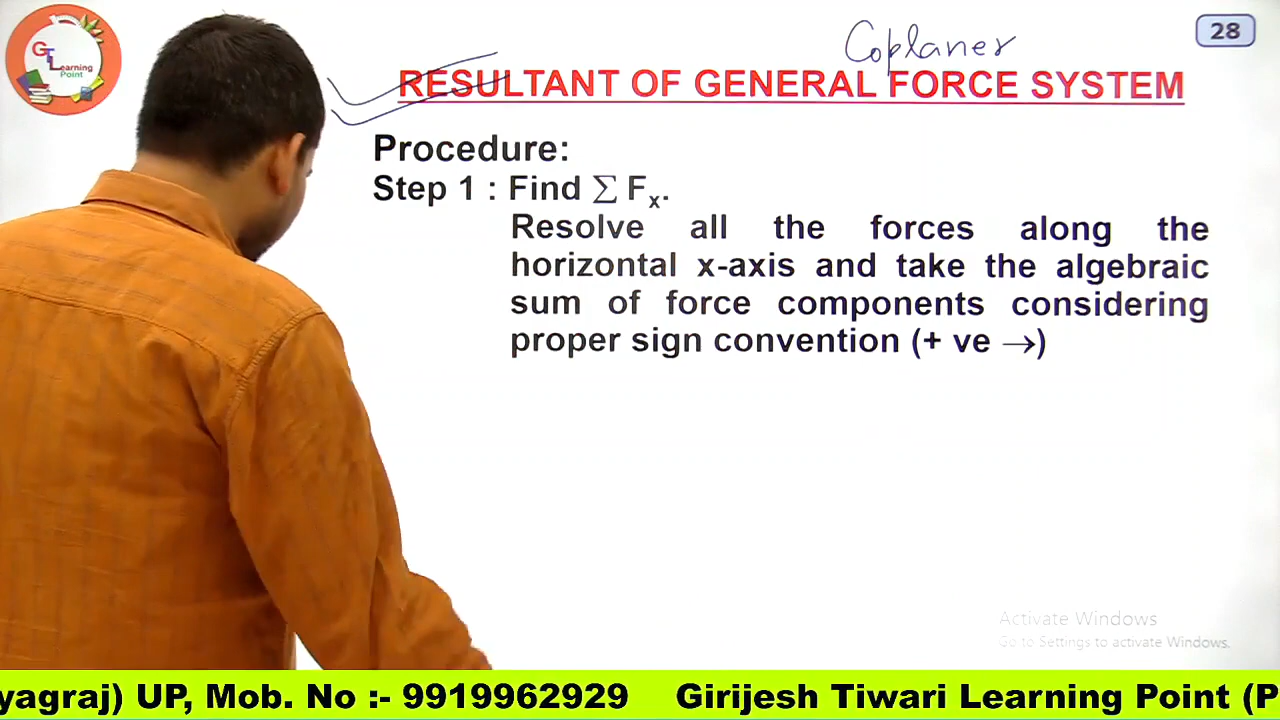 GTLearning
Point
Coplaner
28
RESULTANT OF GENERAL FORCE SYSTEM
Procedure:
Step 1 : Find ∑ Fₓ.
Resolve all the forces along the
horizontal x-axis and take the algebraic
sum of force components considering
proper sign convention (+ ve →)
Activate Windows
Go to Settings to activate Windows.
yagraj) UP, Mob. No :- 9919962929 Girijesh Tiwari Learning Point (P